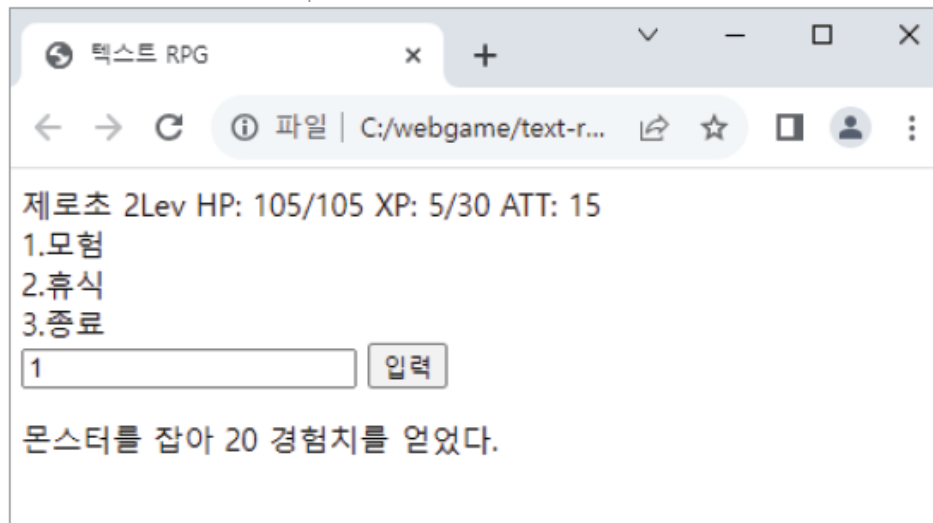 텍스트 RPG
파일 C:/webgame/text-r...
제로초 2Lev HP: 105/105 XP: 5/30 ATT: 15
1.모험
2.휴식
3.종료
1 입력
몬스터를 잡아 20 경험치를 얻었다.